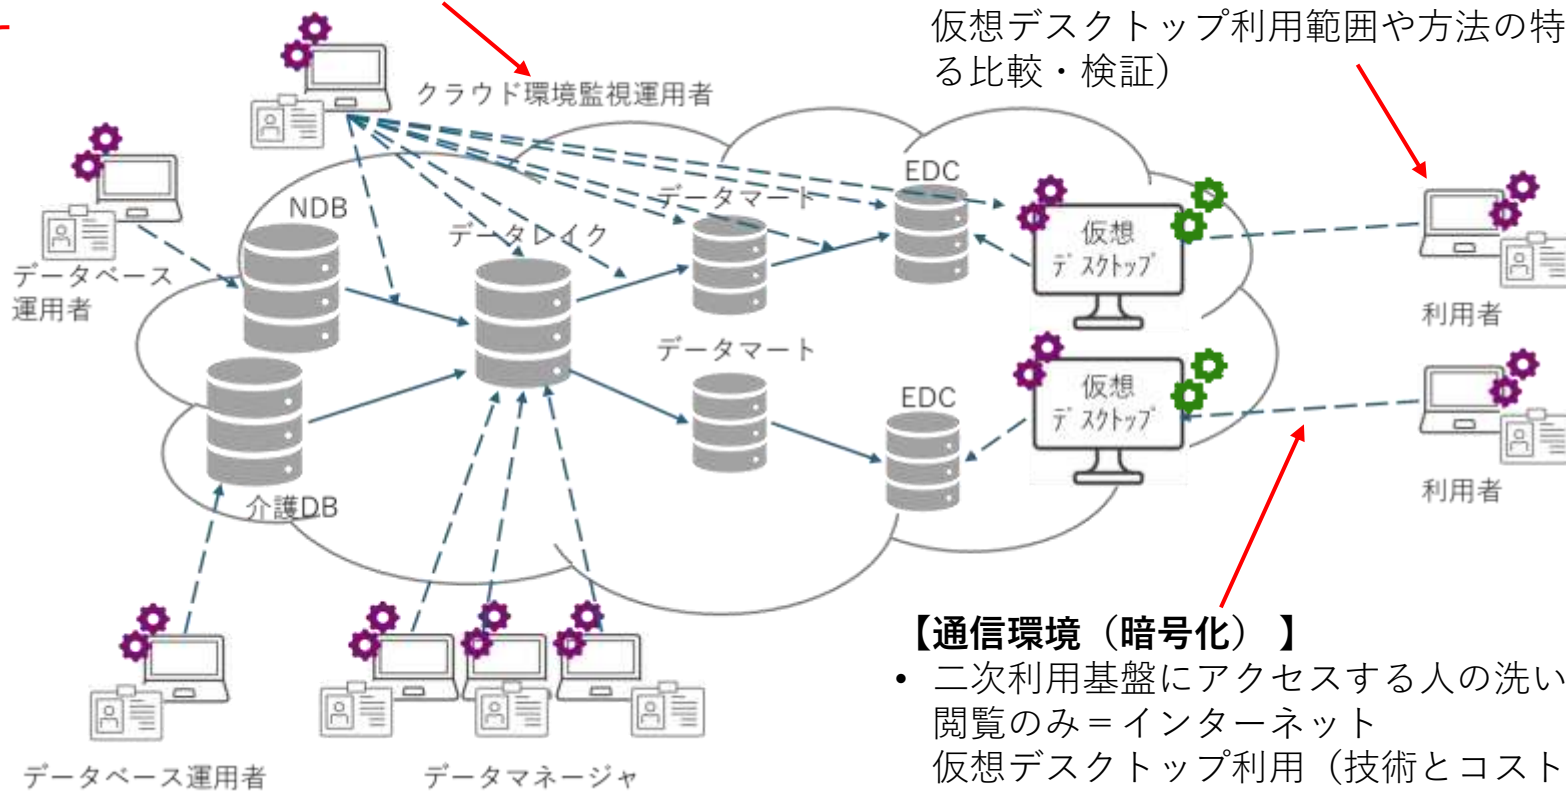 仮想デスクトップ利用範囲や方法の特
る比較・検証）
クラウド環境監視運用者
EDC
データマート
NDB
データレイク
仮想
デスクトップ
データベース
運用者
利用者
データマート
仮想
デスクトップ
EDC
利用者
介護DB
【通信環境（暗号化） 】
• 二次利用基盤にアクセスする人の洗い
閲覧のみ＝インターネット
仮想デスクトップ利用（技術とコスト
データベース運用者
データマネージャ